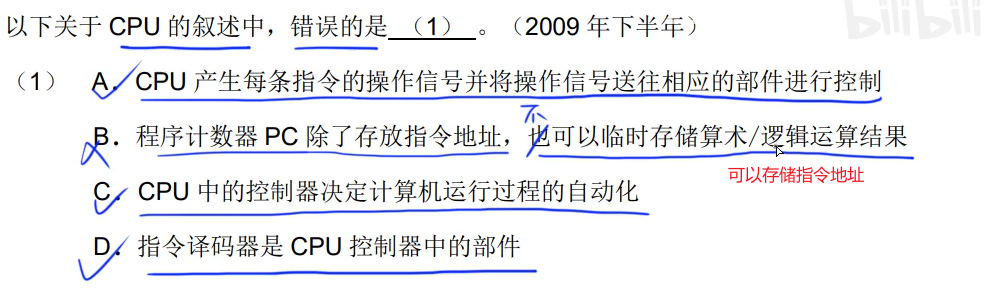 bilibili
以下关于 CPU 的叙述中，错误的是 （1） 。（2009 年下半年）
（1） A．CPU 产生每条指令的操作信号并将操作信号送往相应的部件进行控制
不
B．程序计数器 PC 除了存放指令地址，也可以临时存储算术/逻辑运算结果
可以存储指令地址
C．CPU 中的控制器决定计算机运行过程的自动化
D．指令译码器是 CPU 控制器中的部件